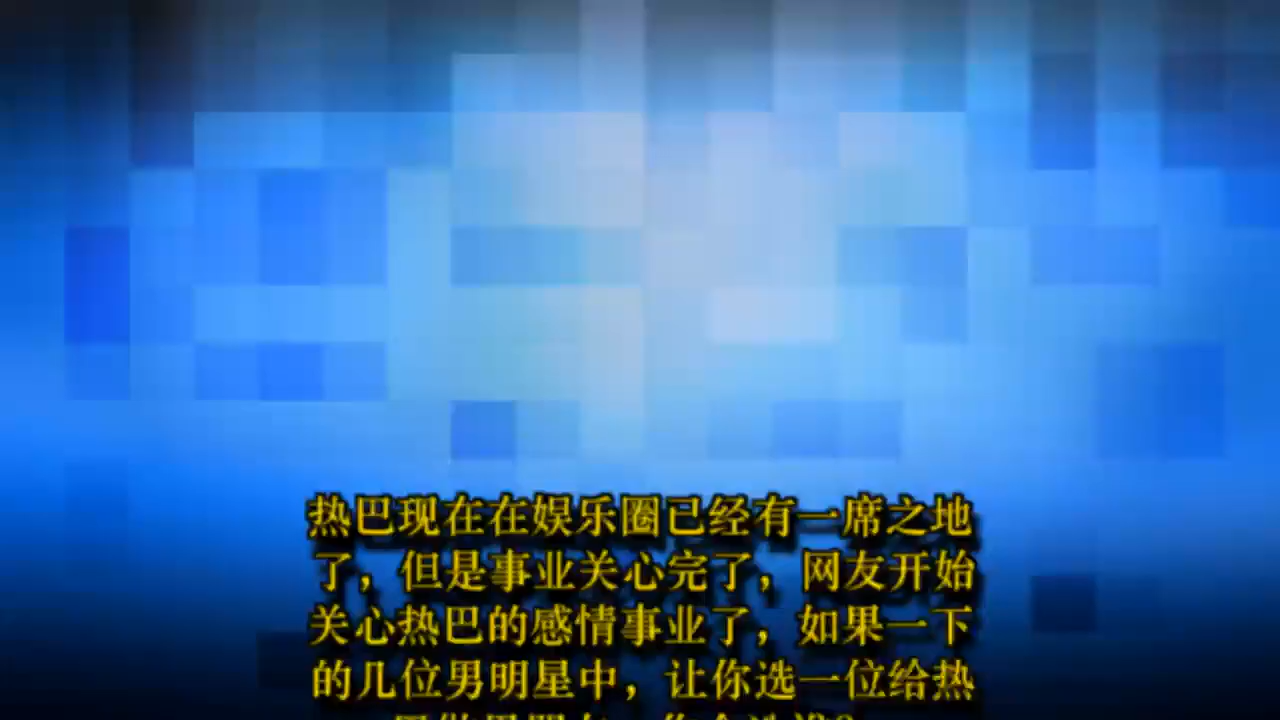 热巴现在在娱乐圈已经有一席之地
了，但是事业关心完了，网友开始
关心热巴的感情事业了，如果一下
的几位男明星中，让你选一位给热